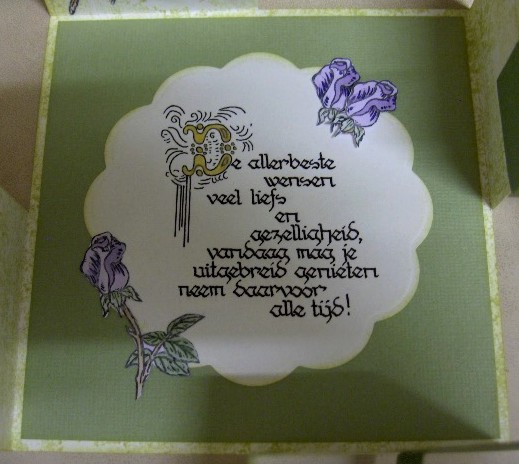 De allerbeste
wensen
veel liefs
en
gezelligheid,
vandaag mag je
uitgebreid genieten
neem daarvoor
alle tijd!